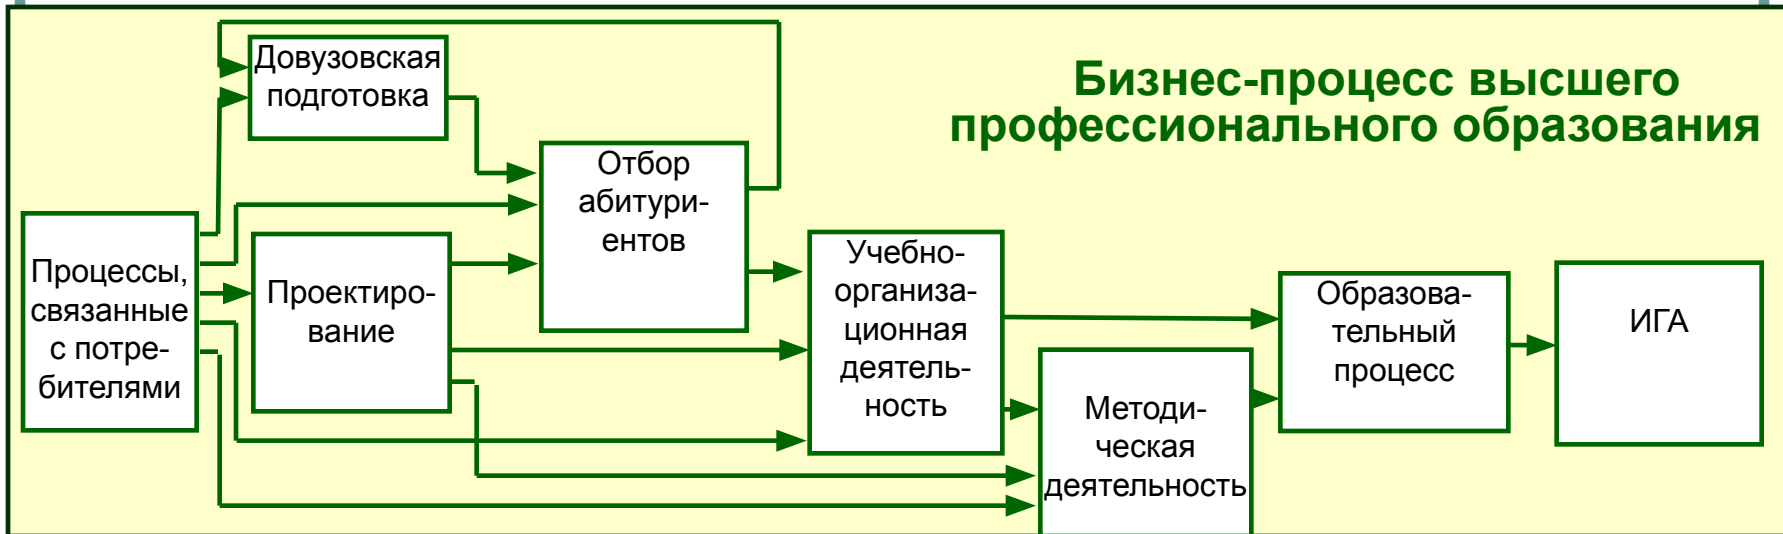 Бизнес-процесс высшего
профессионального образования
Довузовская
подготовка
Отбор
абитури-
ентов
Процессы,
связанные
с потре-
бителями
Проектиро-
вание
Учебно-
организа-
ционная
деятель-
ность
Методи-
ческая
деятельность
Образова-
тельный
процесс
ИГА